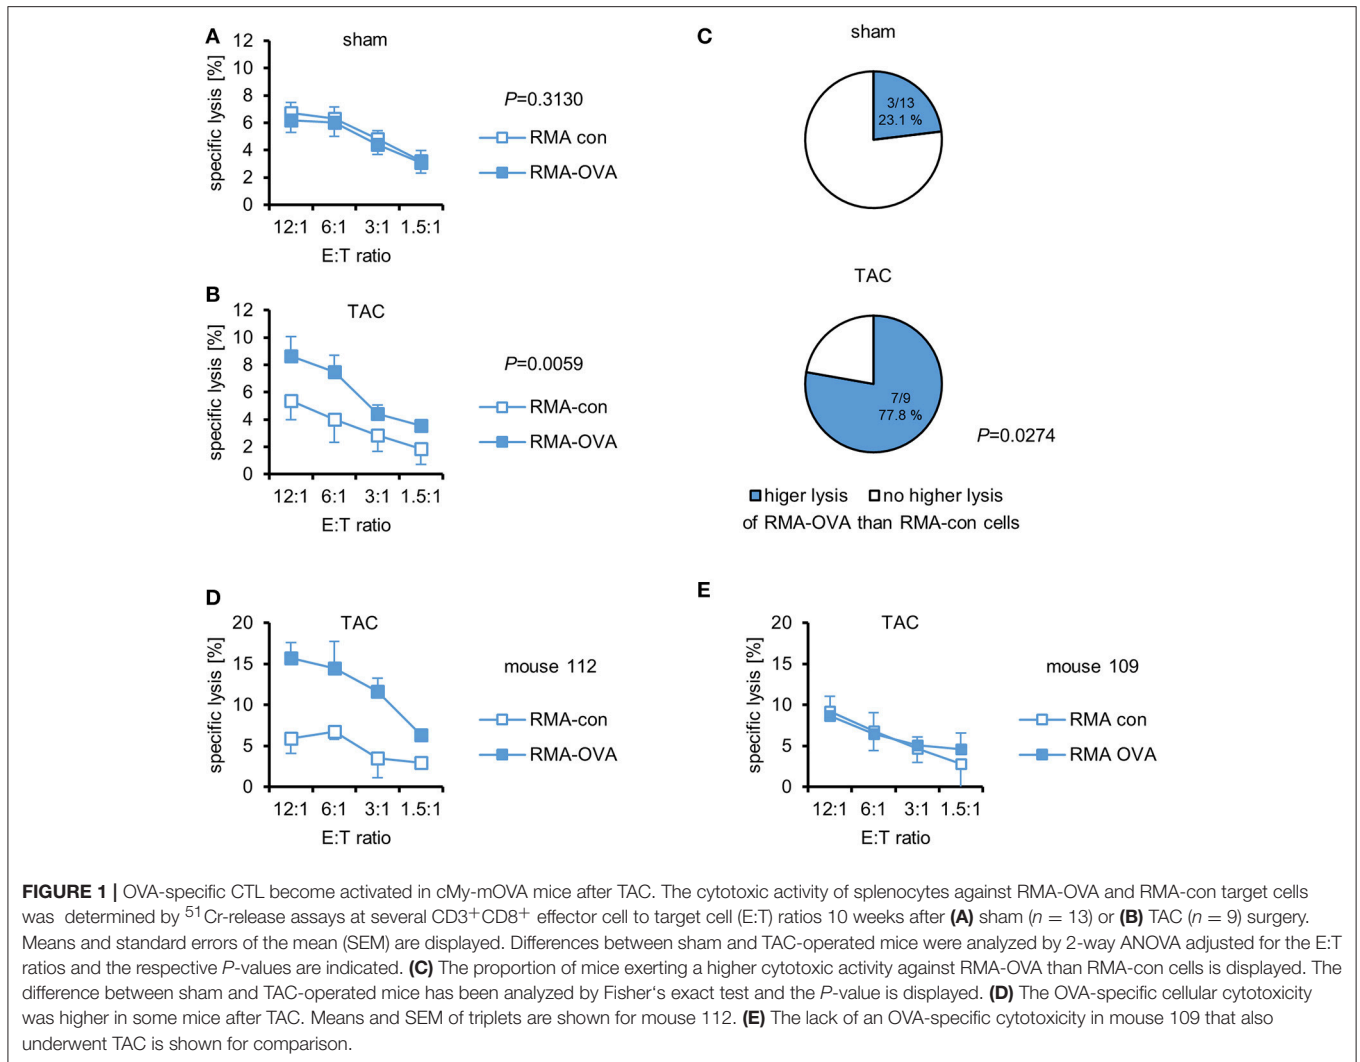 A
sham
specific lysis [%]
12
10
8
6
4
2
0
12:1 6:1 3:1 1.5:1
E:T ratio
P=0.3130
RMA con
RMA-OVA
B
TAC
specific lysis [%]
12
10
8
6
4
2
0
12:1 6:1 3:1 1.5:1
E:T ratio
P=0.0059
RMA-con
RMA-OVA
C
sham
3/13
23.1 %
TAC
7/9
77.8 %
P=0.0274
higer lysis no higher lysis
of RMA-OVA than RMA-con cells
D
TAC
specific lysis [%]
20
15
10
5
0
12:1 6:1 3:1 1.5:1
E:T ratio
mouse 112
RMA-con
RMA-OVA
E
TAC
specific lysis [%]
20
15
10
5
0
12:1 6:1 3:1 1.5:1
E:T ratio
mouse 109
RMA con
RMA OVA
FIGURE 1 | OVA-specific CTL become activated in cMy-mOVA mice after TAC. The cytotoxic activity of splenocytes against RMA-OVA and RMA-con target cells
was determined by ⁵¹Cr-release assays at several CD3⁺CD8⁺ effector cell to target cell (E:T) ratios 10 weeks after (A) sham (n = 13) or (B) TAC (n = 9) surgery.
Means and standard errors of the mean (SEM) are displayed. Differences between sham and TAC-operated mice were analyzed by 2-way ANOVA adjusted for the E:T
ratios and the respective P-values are indicated. (C) The proportion of mice exerting a higher cytotoxic activity against RMA-OVA than RMA-con cells is displayed. The
difference between sham and TAC-operated mice has been analyzed by Fisher‘s exact test and the P-value is displayed. (D) The OVA-specific cellular cytotoxicity
was higher in some mice after TAC. Means and SEM of triplets are shown for mouse 112. (E) The lack of an OVA-specific cytotoxicity in mouse 109 that also
underwent TAC is shown for comparison.